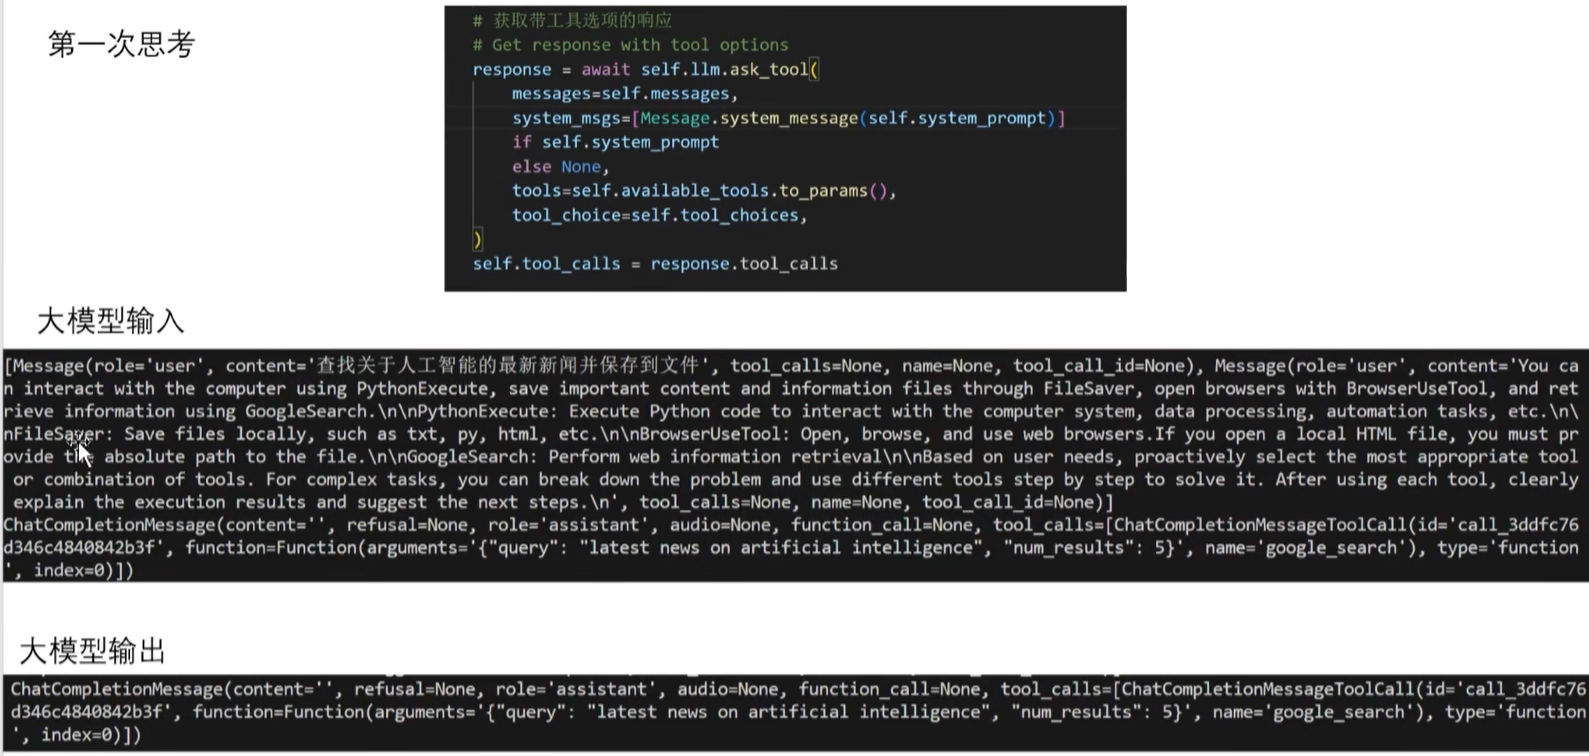 第一次思考
# 获取带工具选项的响应
# Get response with tool options
response = await self.llm.ask_tool(
messages=self.messages,
system_msgs=[Message.system_message(self.system_prompt)]
if self.system_prompt
else None,
tools=self.available_tools.to_params(),
tool_choice=self.tool_choices,
)
self.tool_calls = response.tool_calls
大模型输入
[Message(role='user', content='查找关于人工智能的最新新闻并保存到文件', tool_calls=None, name=None, tool_call_id=None), Message(role='user', content='You ca
n interact with the computer using PythonExecute, save important content and information files through FileSaver, open browsers with BrowserUseTool, and ret
rieve information using GoogleSearch.\n\nPythonExecute: Execute Python code to interact with the computer system, data processing, automation tasks, etc.\n\
nFileSaver: Save files locally, such as txt, py, html, etc.\n\nBrowserUseTool: Open, browse, and use web browsers.If you open a local HTML file, you must pr
ovide the absolute path to the file.\n\nGoogleSearch: Perform web information retrieval\n\nBased on user needs, proactively select the most appropriate tool
or combination of tools. For complex tasks, you can break down the problem and use different tools step by step to solve it. After using each tool, clearly
explain the execution results and suggest the next steps.\n', tool_calls=None, name=None, tool_call_id=None)]
ChatCompletionMessage(content='', refusal=None, role='assistant', audio=None, function_call=None, tool_calls=[ChatCompletionMessageToolCall(id='call_3ddfc76
d346c4840842b3f', function=Function(arguments='{"query": "latest news on artificial intelligence", "num_results": 5}', name='google_search'), type='function
', index=0)])
大模型输出
ChatCompletionMessage(content='', refusal=None, role='assistant', audio=None, function_call=None, tool_calls=[ChatCompletionMessageToolCall(id='call_3ddfc76
d346c4840842b3f', function=Function(arguments='{"query": "latest news on artificial intelligence", "num_results": 5}', name='google_search'), type='function
', index=0)])